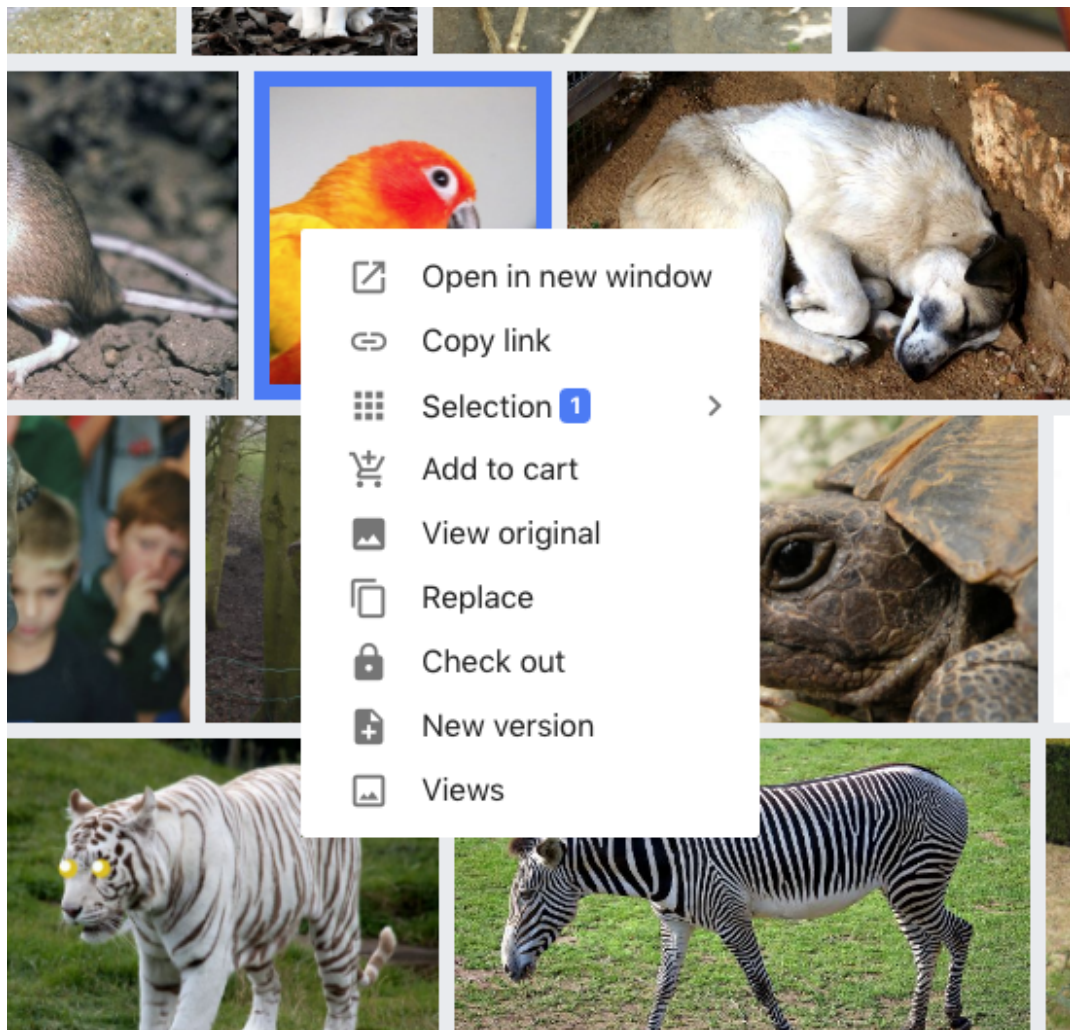 Open in new window
Copy link
Selection 1
Add to cart
View original
Replace
Check out
New version
Views